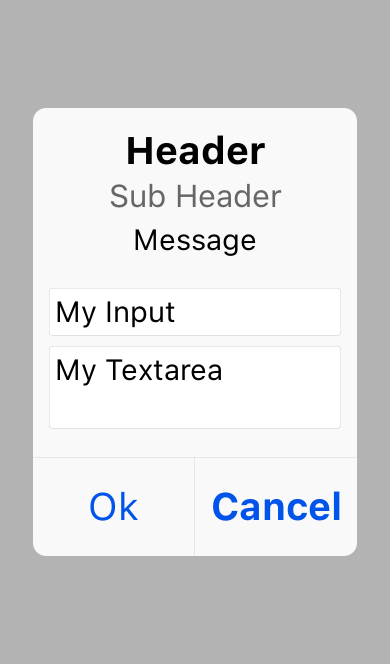 Header
Sub Header
Message
My Input
My Textarea
Ok
Cancel